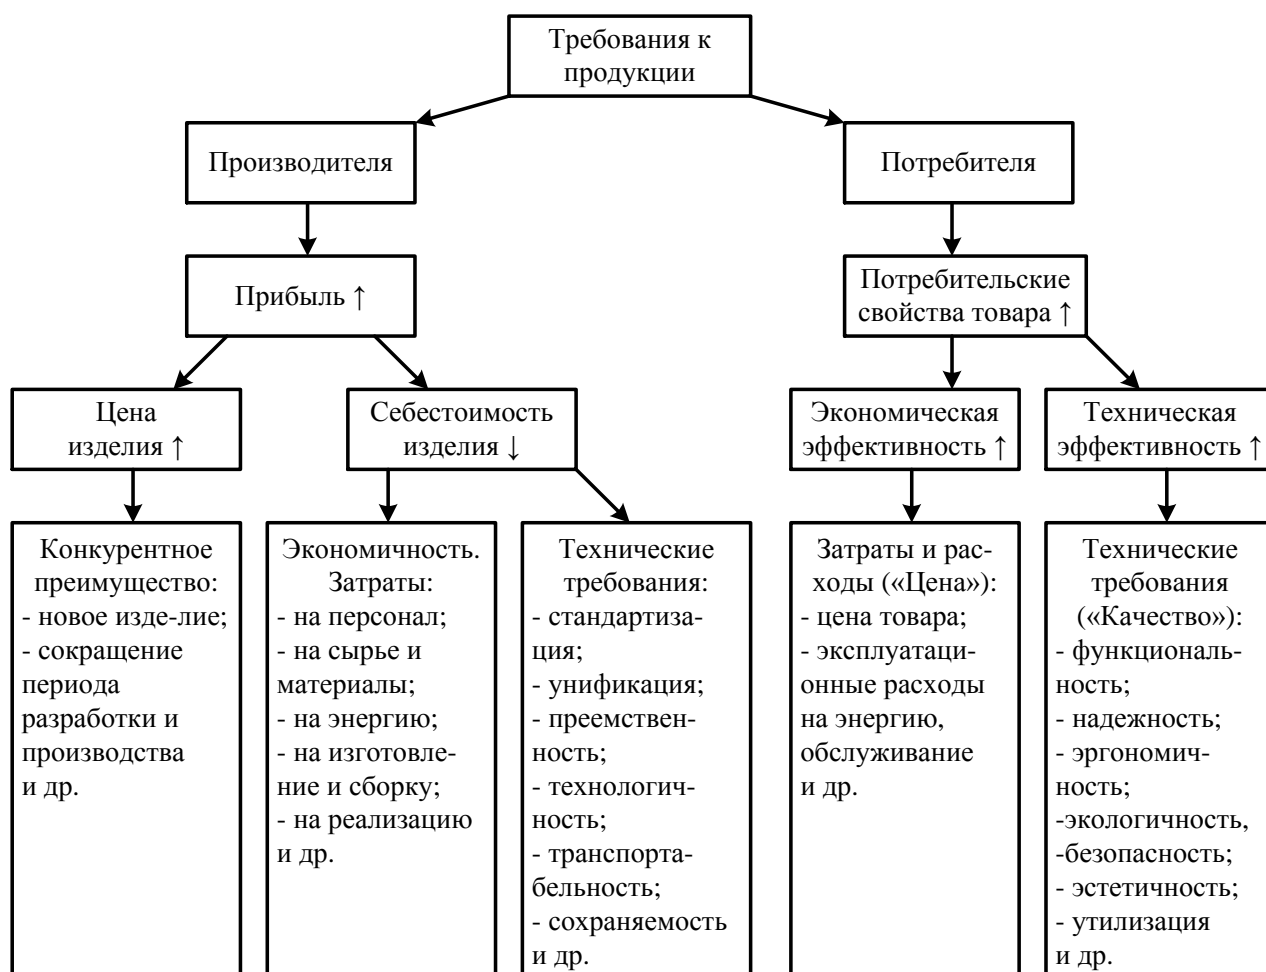 Требования к
продукции
Производителя
Потребителя
Прибыль ↑
Потребительские
свойства товара ↑
Цена
изделия ↑
Себестоимость
изделия ↓
Экономическая
эффективность ↑
Техническая
эффективность ↑
Конкурентное
преимущество:
- новое изде-лие;
- сокращение
периода
разработки и
производства
и др.
Экономичность.
Затраты:
- на персонал;
- на сырье и
материалы;
- на энергию;
- на изготовле-
ние и сборку;
- на реализацию
и др.
Технические
требования:
- стандартиза-
ция;
- унификация;
- преемствен-
ность;
- технологич-
ность;
- транспорта-
бельность;
- сохраняемость
и др.
Затраты и рас-
ходы («Цена»):
- цена товара;
- эксплуатаци-
онные расходы
на энергию,
обслуживание
и др.
Технические
требования
(«Качество»):
- функциональ-
ность;
- надежность;
- эргономич-
ность;
-экологичность,
-безопасность;
- эстетичность;
- утилизация
и др.